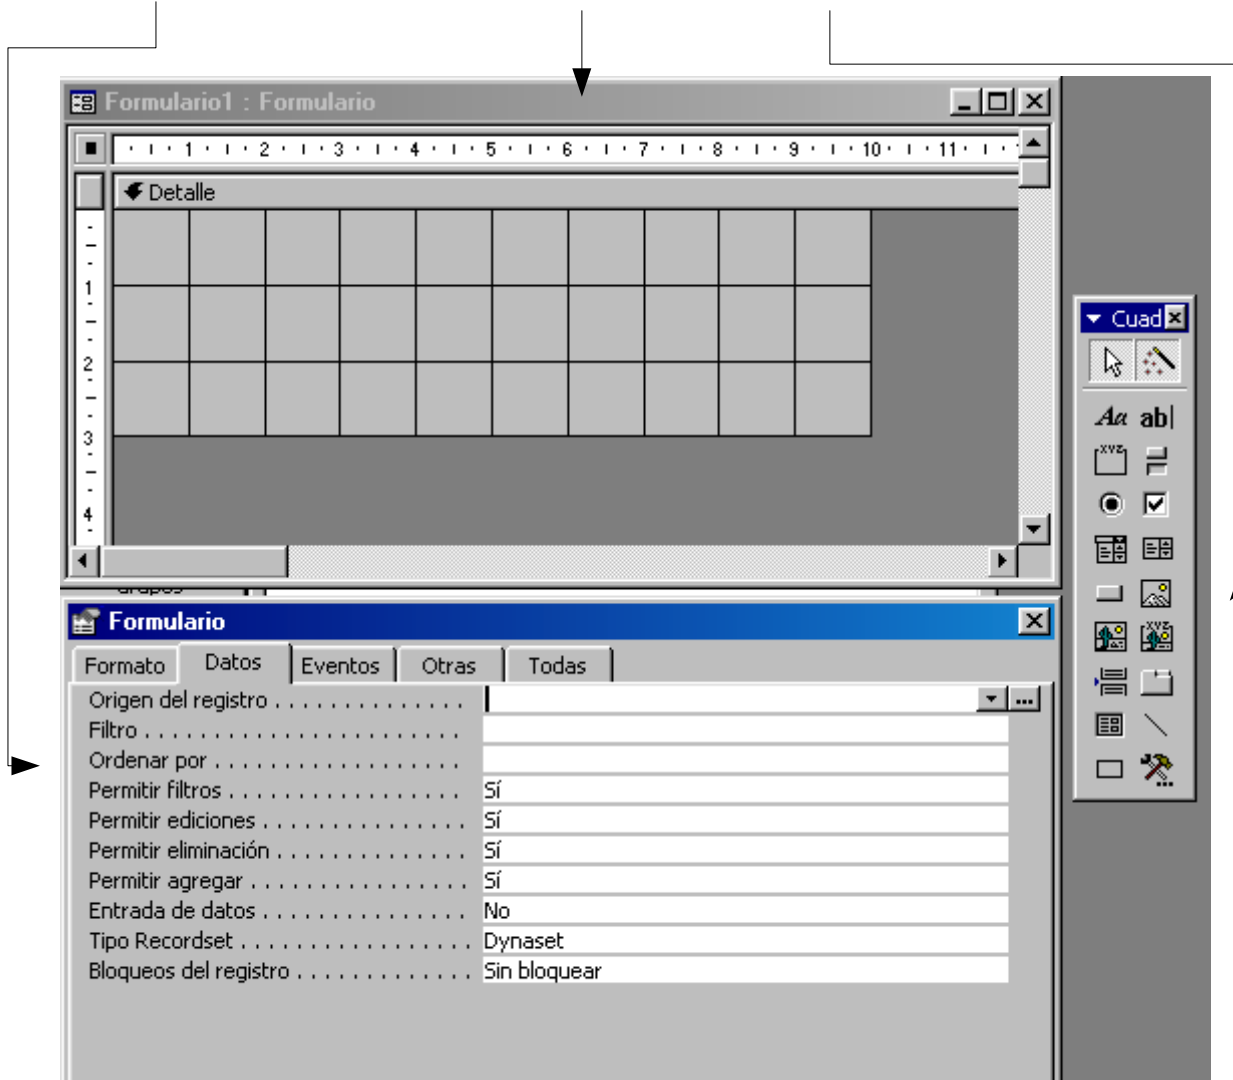 Formulario1 : Formulario
1 2 3 4 5 6 7 8 9 10 11
Detalle
1
2
3
4
Cuad
Aa ab|
XYZ
XYZ
Grupos
Formulario
Formato Datos Eventos Otras Todas
Origen del registro . . . . . . . . . . . . . . .
...
Filtro . . . . . . . . . . . . . . . . . . . . . . . .
Ordenar por . . . . . . . . . . . . . . . . . . .
Permitir filtros . . . . . . . . . . . . . . . . . . Sí
Permitir ediciones . . . . . . . . . . . . . . . . Sí
Permitir eliminación . . . . . . . . . . . . . . . Sí
Permitir agregar . . . . . . . . . . . . . . . . . Sí
Entrada de datos . . . . . . . . . . . . . . . . No
Tipo Recordset . . . . . . . . . . . . . . . . . . Dynaset
Bloqueos del registro . . . . . . . . . . . . . . Sin bloquear